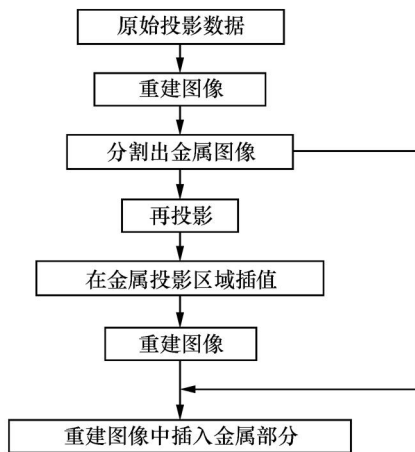 原始投影数据
重建图像
分割出金属图像
再投影
在金属投影区域插值
重建图像
重建图像中插入金属部分